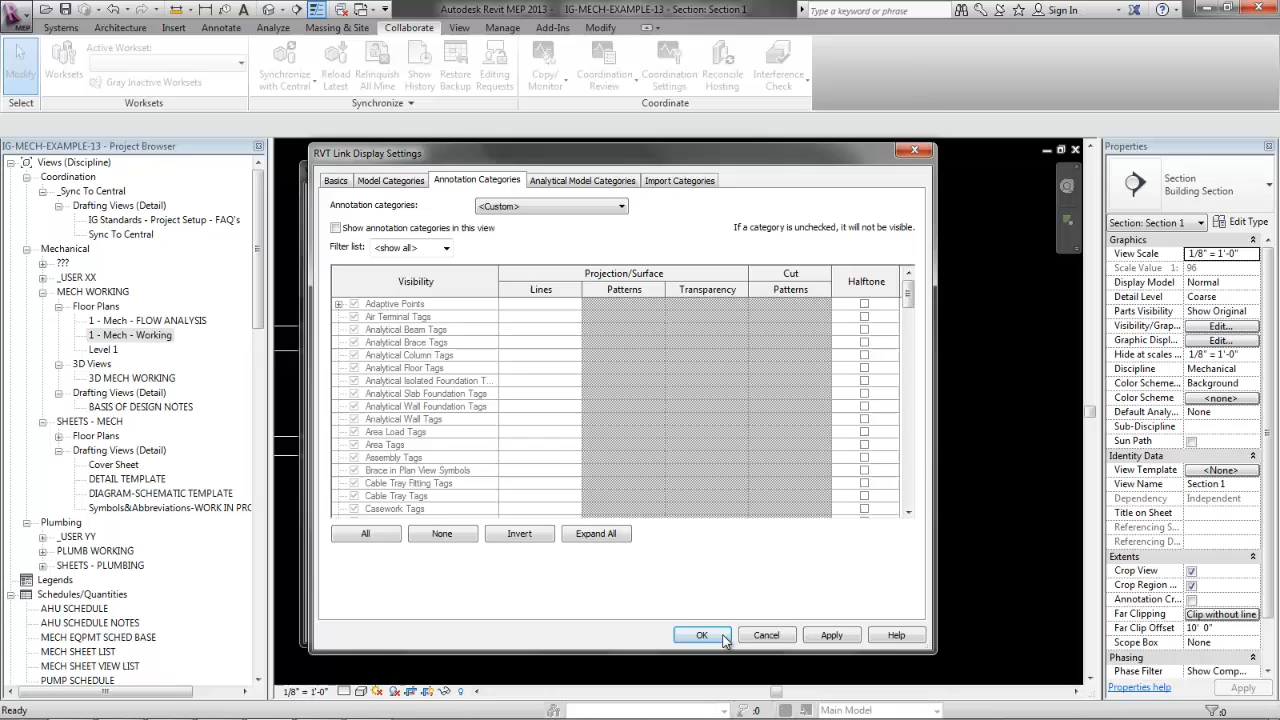 Autodesk Revit MEP 2013 - IG-MECH-EXAMPLE-13 - Section: Section 1
Type a keyword or phrase
Sign In
Systems Architecture Insert Annotate Analyze Massing & Site Collaborate View Manage Add-Ins Modify
Modify
Worksets
Active Workset:
Gray Inactive Worksets
Synchronize with Central
Reload Latest
Relinquish All Mine
Show History
Restore Backup
Editing Requests
Copy/ Monitor
Coordination Review
Coordination Settings
Reconcile Hosting
Interference Check
Select
Worksets
Synchronize
Coordinate
IG-MECH-EXAMPLE-13 - Project Browser
Views (Discipline)
Coordination
_Sync To Central
Drafting Views (Detail)
IG Standards - Project Setup - FAQ's
Sync To Central
Mechanical
???
_USER XX
MECH WORKING
Floor Plans
1 - Mech - FLOW ANALYSIS
1 - Mech - Working
Level 1
3D Views
3D MECH WORKING
Drafting Views (Detail)
BASIS OF DESIGN NOTES
SHEETS - MECH
Floor Plans
Drafting Views (Detail)
Cover Sheet
DETAIL TEMPLATE
DIAGRAM-SCHEMATIC TEMPLATE
Symbols&Abbreviations-WORK IN PRO
Plumbing
_USER YY
PLUMB WORKING
SHEETS - PLUMBING
Legends
Schedules/Quantities
AHU SCHEDULE
AHU SCHEDULE NOTES
MECH EQPMT SCHED BASE
MECH SHEET LIST
MECH SHEET VIEW LIST
PUMP SCHEDULE
RVT Link Display Settings
Basics Model Categories Annotation Categories Analytical Model Categories Import Categories
Annotation categories: <Custom>
Show annotation categories in this view
If a category is unchecked, it will not be visible.
Filter list: <show all>
Visibility
Projection/Surface
Cut
Halftone
Lines Patterns Transparency Patterns
Adaptive Points
Air Terminal Tags
Analytical Beam Tags
Analytical Brace Tags
Analytical Column Tags
Analytical Floor Tags
Analytical Isolated Foundation T...
Analytical Slab Foundation Tags
Analytical Wall Foundation Tags
Analytical Wall Tags
Area Load Tags
Area Tags
Assembly Tags
Brace in Plan View Symbols
Cable Tray Fitting Tags
Cable Tray Tags
Casework Tags
All None Invert Expand All
OK Cancel Apply Help
Properties
Section
Building Section
Section: Section 1
Edit Type
Graphics
View Scale 1/8" = 1'-0"
Scale Value 1: 96
Display Model Normal
Detail Level Coarse
Parts Visibility Show Original
Visibility/Grap... Edit...
Graphic Displ... Edit...
Hide at scales ... 1/8" = 1'-0"
Discipline Mechanical
Color Scheme... Background
Color Scheme <none>
Default Analy... None
Sub-Discipline
Sun Path
Identity Data
View Template <None>
View Name Section 1
Dependency Independent
Title on Sheet
Referencing S...
Referencing D...
Extents
Crop View
Crop Region ...
Annotation Cr...
Far Clipping Clip without line
Far Clip Offset 10' 0"
Scope Box None
Phasing
Phase Filter Show Comp...
Properties help
Apply
1/8" = 1'-0"
Ready
:0
Main Model
:0